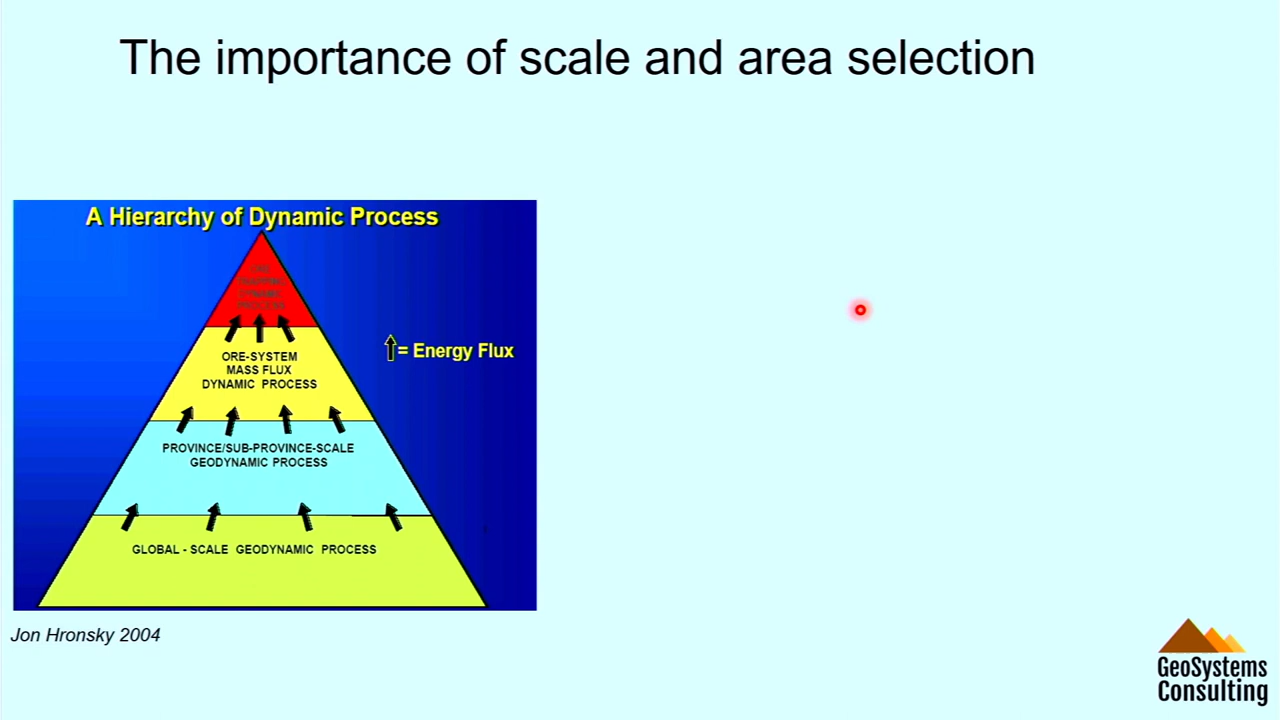 The importance of scale and area selection
A Hierarchy of Dynamic Process
= Energy Flux
ORE-SYSTEM
MASS FLUX
DYNAMIC PROCESS
PROVINCE/SUB-PROVINCE-SCALE
GEODYNAMIC PROCESS
GLOBAL - SCALE GEODYNAMIC PROCESS
Jon Hronsky 2004
GeoSystems
Consulting